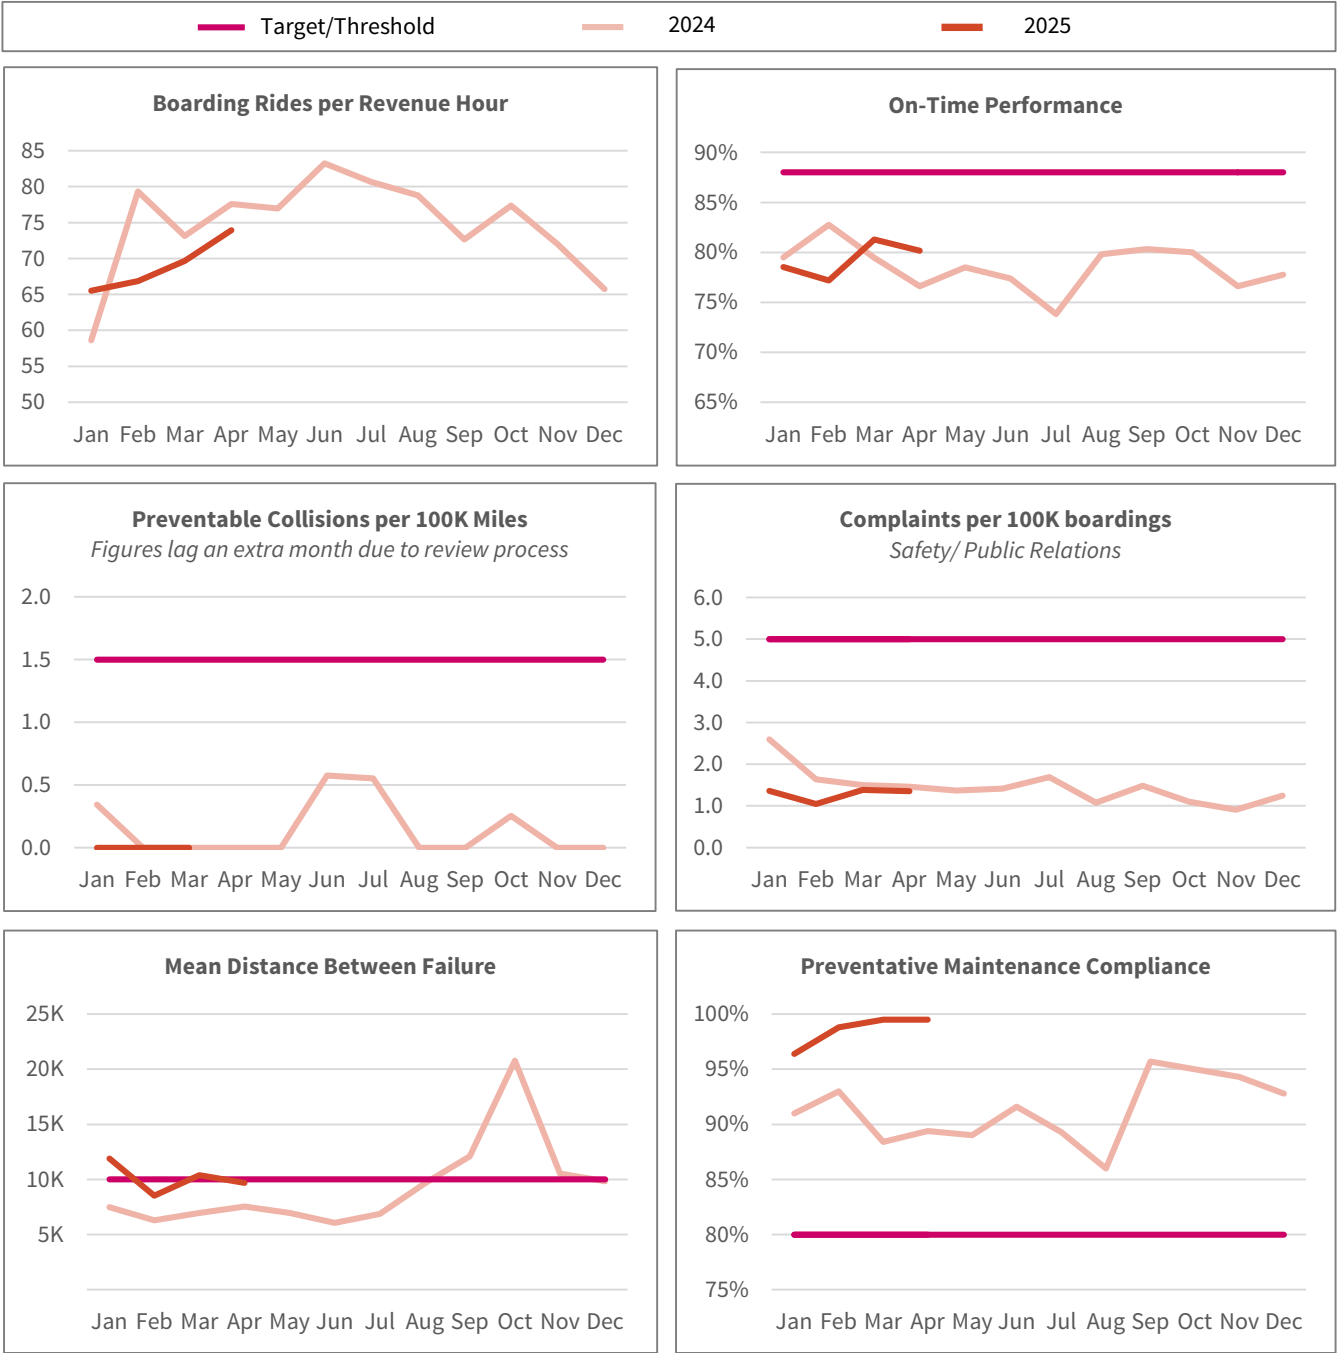 Target/Threshold 2024 2025
Boarding Rides per Revenue Hour
85
80
75
70
65
60
55
50
Jan Feb Mar Apr May Jun Jul Aug Sep Oct Nov Dec
On-Time Performance
90%
85%
80%
75%
70%
65%
Jan Feb Mar Apr May Jun Jul Aug Sep Oct Nov Dec
Preventable Collisions per 100K Miles
Figures lag an extra month due to review process
2.0
1.5
1.0
0.5
0.0
Jan Feb Mar Apr May Jun Jul Aug Sep Oct Nov Dec
Complaints per 100K boardings
Safety/ Public Relations
6.0
5.0
4.0
3.0
2.0
1.0
0.0
Jan Feb Mar Apr May Jun Jul Aug Sep Oct Nov Dec
Mean Distance Between Failure
25K
20K
15K
10K
5K
Jan Feb Mar Apr May Jun Jul Aug Sep Oct Nov Dec
Preventative Maintenance Compliance
100%
95%
90%
85%
80%
75%
Jan Feb Mar Apr May Jun Jul Aug Sep Oct Nov Dec